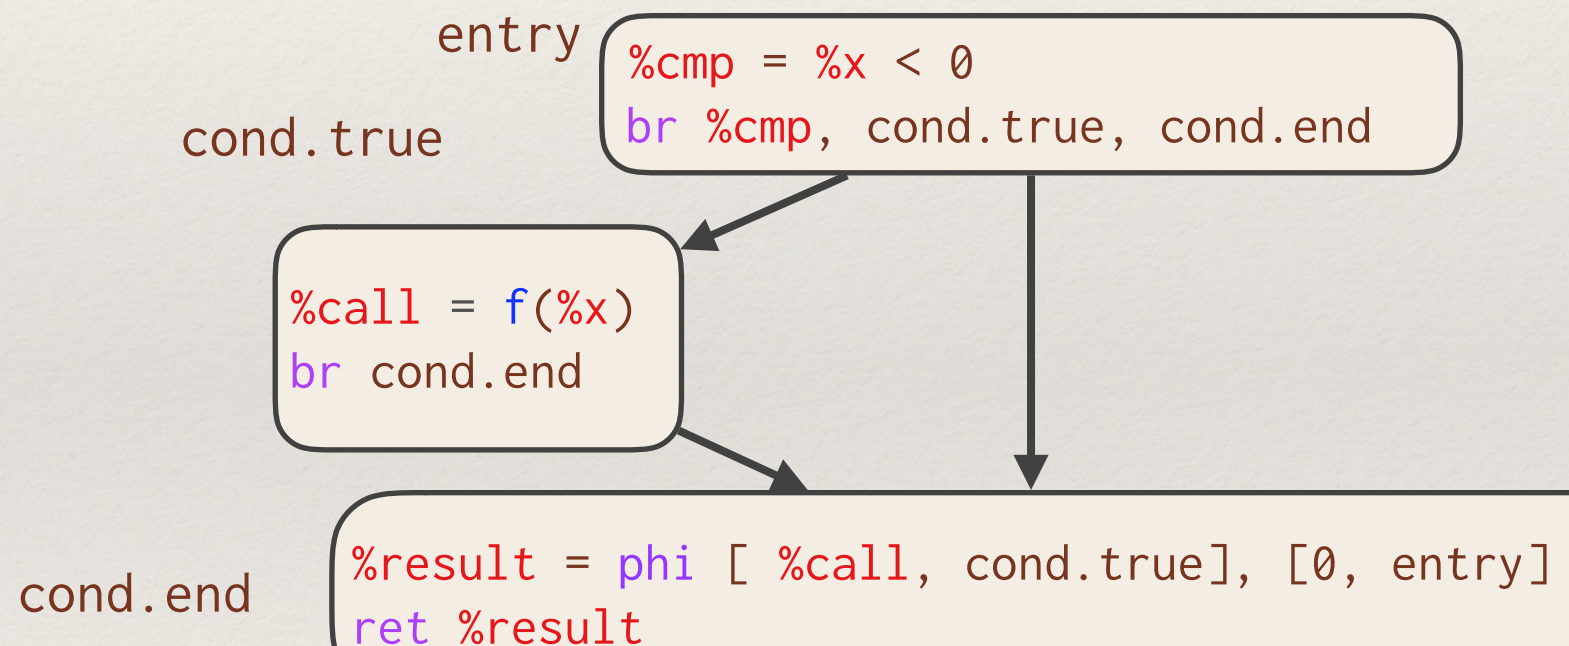 entry
%cmp = %x < 0
br %cmp, cond.true, cond.end
cond.true
%call = f(%x)
br cond.end
%result = phi [ %call, cond.true], [0, entry]
cond.end
ret %result